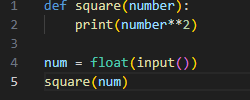 1 def square(number):
2     print(number**2)
3
4 num = float(input())
5 square(num)